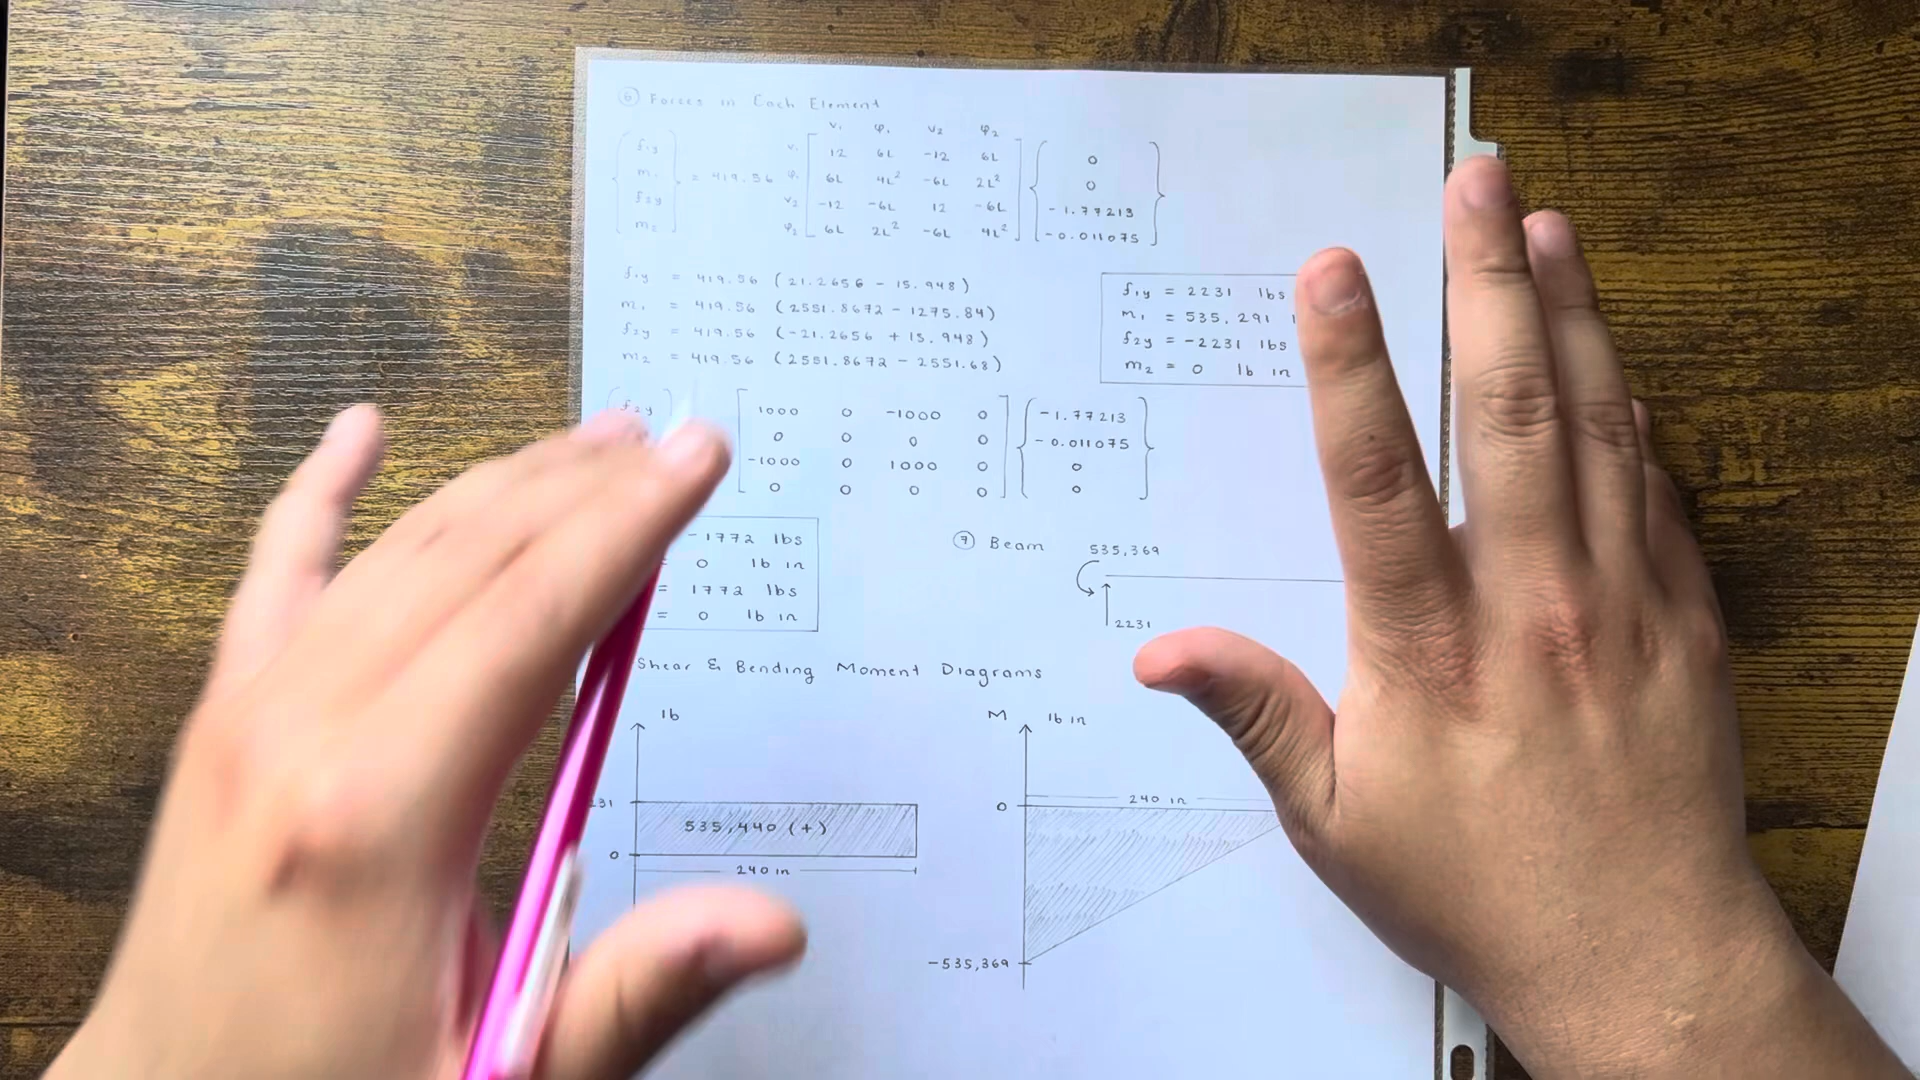 ⑥ Forces in Each Element
v₁ φ₁ v₂ φ₂
f₁y v₁ 12 6L -12 6L 0
m₁ = 419.56 φ₁ 6L 4L² -6L 2L² 0
f₂y v₂ -12 -6L 12 -6L -1.77213
m₂ φ₂ 6L 2L² -6L 4L² -0.011075
f₁y = 419.56 (21.2656 - 15.948)
m₁ = 419.56 (2551.8672 - 1275.84)
f₂y = 419.56 (-21.2656 + 15.948)
m₂ = 419.56 (2551.8672 - 2551.68)
f₁y = 2231 lbs
m₁ = 535,291
f₂y = -2231 lbs
m₂ = 0 lb in
f₂y 1000 0 -1000 0 -1.77213
0 0 0 0 -0.011075
-1000 0 1000 0 0
0 0 0 0 0
-1772 lbs
= 0 lb in
= 1772 lbs
= 0 lb in
⑦ Beam
535,369
2231
Shear & Bending Moment Diagrams
lb
231
535,440 (+)
0
240 in
M lb in
0
240 in
-535,369